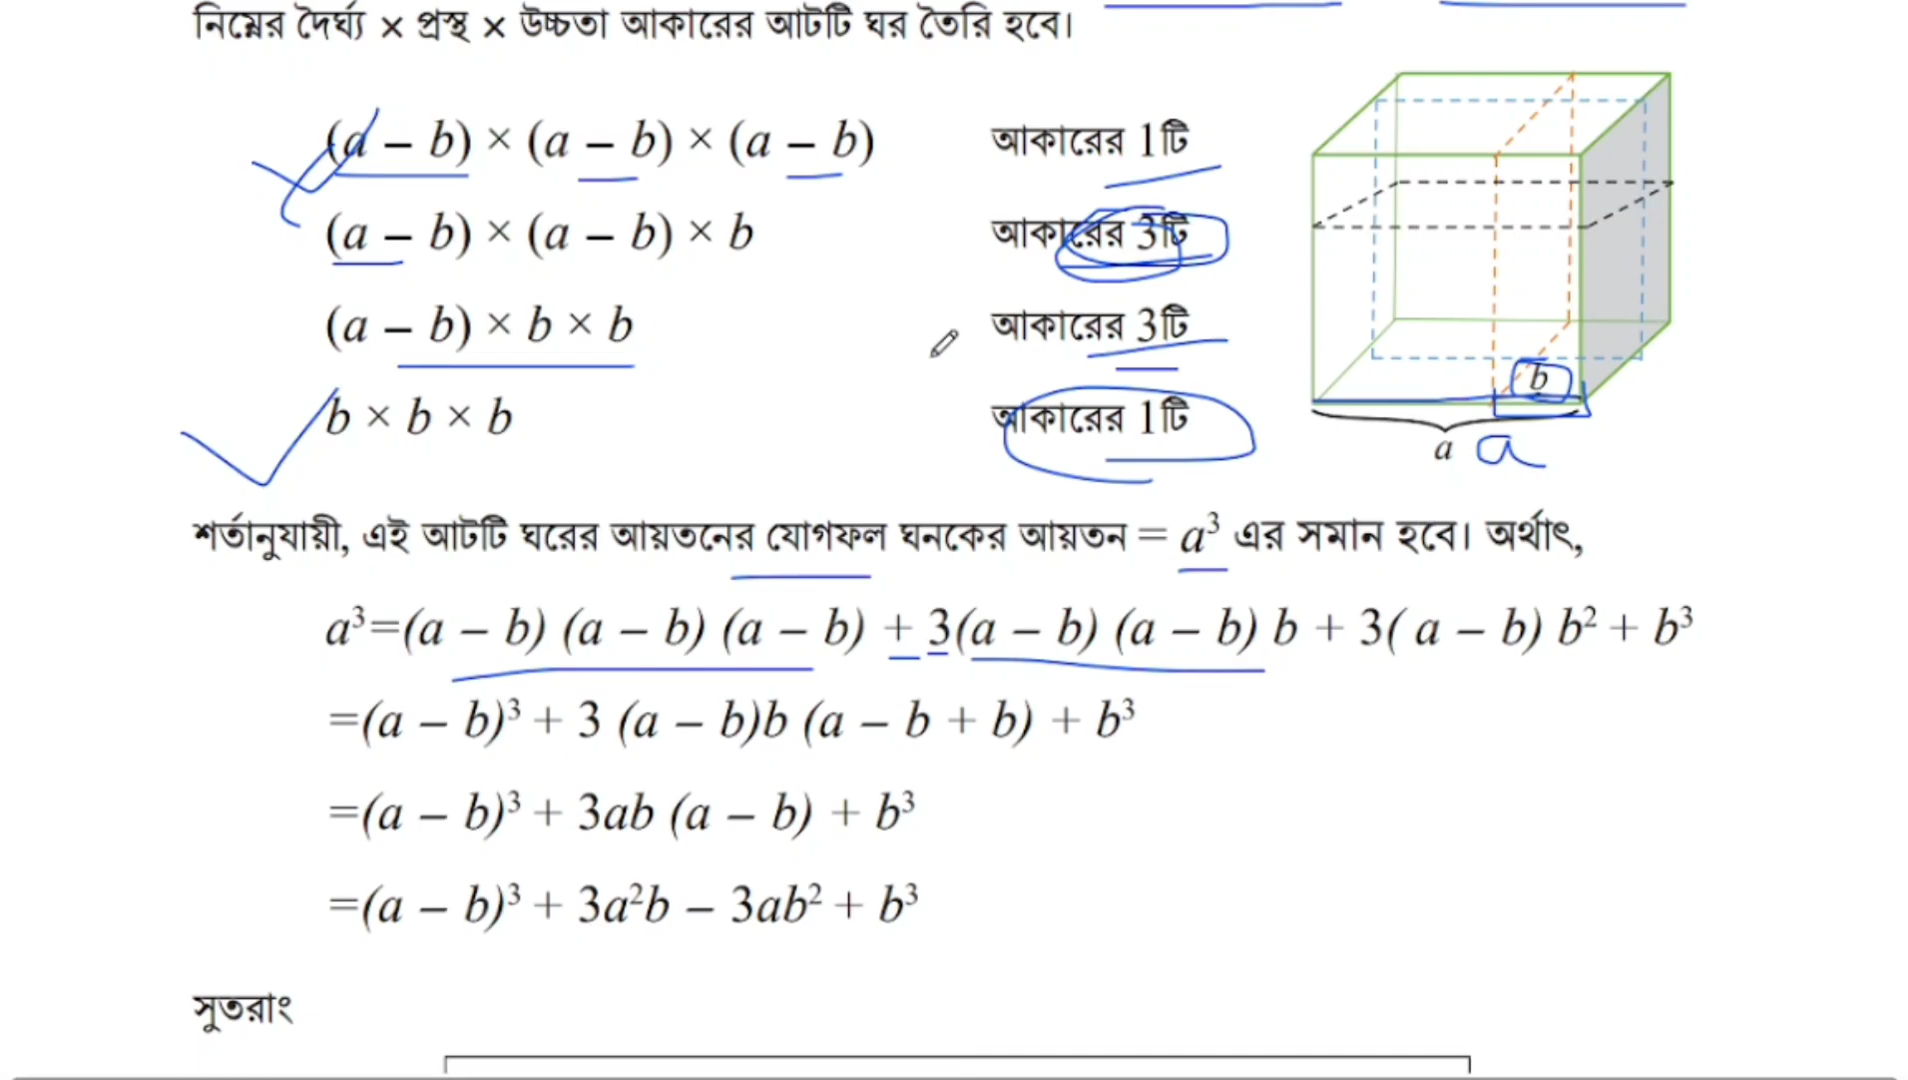 নিম্নের দৈর্ঘ্য × প্রস্থ × উচ্চতা আকারের আটটি ঘর তৈরি হবে।
(a – b) × (a – b) × (a – b) আকারের 1টি
(a – b) × (a – b) × b আকারের 3টি
(a – b) × b × b আকারের 3টি
b × b × b আকারের 1টি
b
a a
শর্তানুযায়ী, এই আটটি ঘরের আয়তনের যোগফল ঘনকের আয়তন = a³ এর সমান হবে। অর্থাৎ,
a³=(a – b) (a – b) (a – b) + 3(a – b) (a – b) b + 3( a – b) b² + b³
=(a – b)³ + 3 (a – b)b (a – b + b) + b³
=(a – b)³ + 3ab (a – b) + b³
=(a – b)³ + 3a²b – 3ab² + b³
সুতরাং